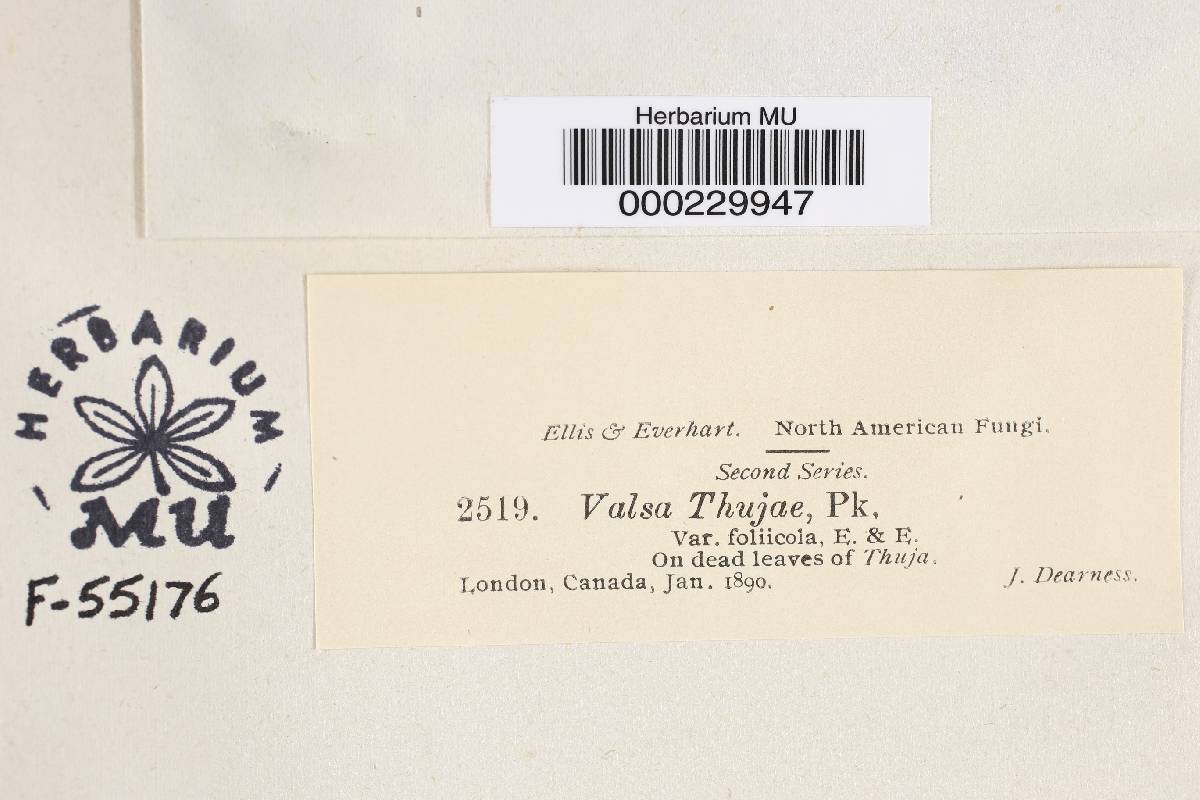 Herbarium MU
000229947
HERBARIUM
MU
F-55176
Ellis & Everhart. North American Fungi.
Second Series.
2519. Valsa Thujae, Pk.
Var. foliicola, E. & E.
On dead leaves of Thuja.
London, Canada, Jan. 1890. J. Dearness.